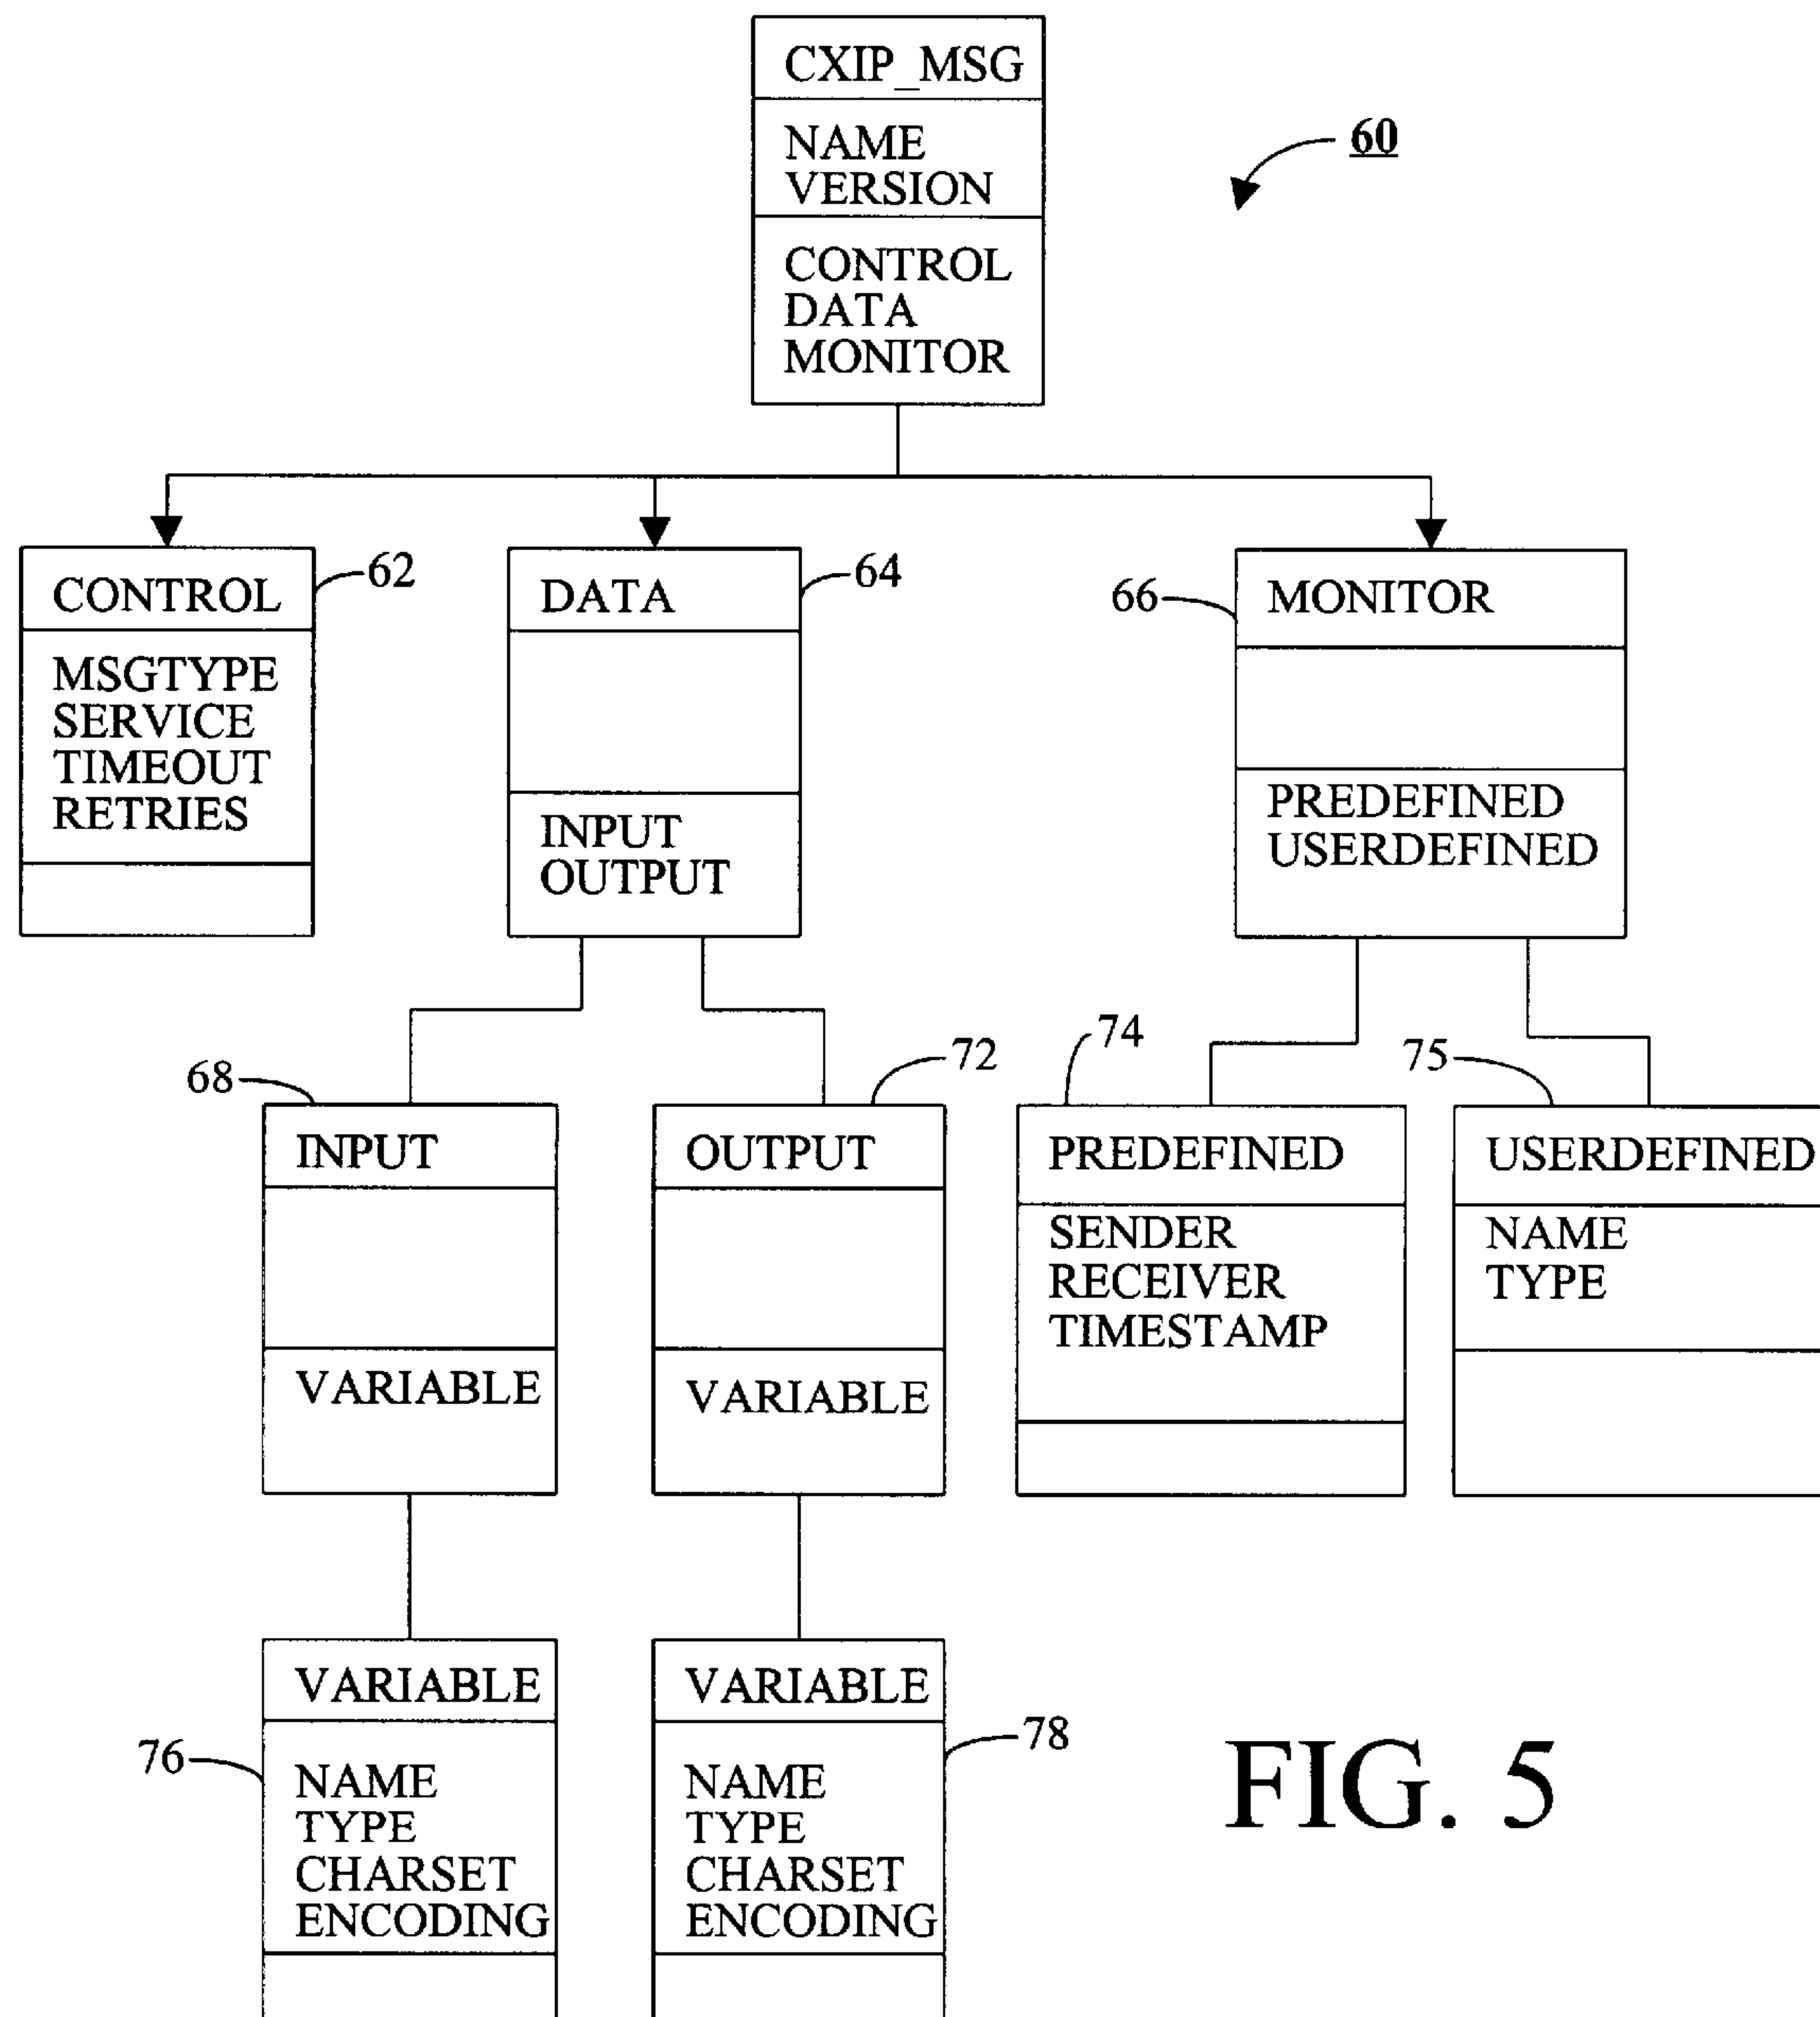 CXIP_MSG
NAME
VERSION
CONTROL
DATA
MONITOR
60
CONTROL
62
MSGTYPE
SERVICE
TIMEOUT
RETRIES
DATA
64
INPUT
OUTPUT
66
MONITOR
PREDEFINED
USERDEFINED
68
INPUT
VARIABLE
72
OUTPUT
VARIABLE
74
PREDEFINED
SENDER
RECEIVER
TIMESTAMP
75
USERDEFINED
NAME
TYPE
76
VARIABLE
NAME
TYPE
CHARSET
ENCODING
78
VARIABLE
NAME
TYPE
CHARSET
ENCODING
FIG. 5